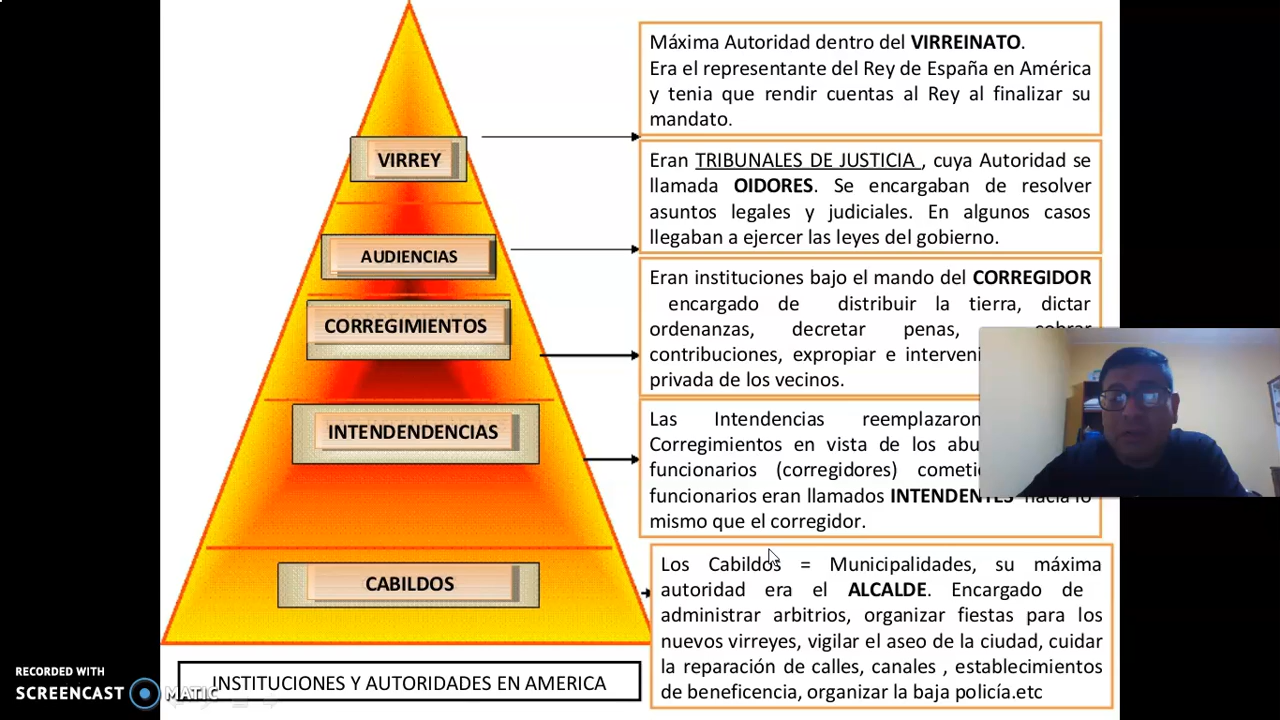 VIRREY
AUDIENCIAS
CORREGIMIENTOS
INTENDENDENCIAS
CABILDOS
INSTITUCIONES Y AUTORIDADES EN AMERICA
Máxima Autoridad dentro del VIRREINATO.
Era el representante del Rey de España en América
y tenia que rendir cuentas al Rey al finalizar su
mandato.
Eran TRIBUNALES DE JUSTICIA , cuya Autoridad se
llamada OIDORES. Se encargaban de resolver
asuntos legales y judiciales. En algunos casos
llegaban a ejercer las leyes del gobierno.
Eran instituciones bajo el mando del CORREGIDOR
encargado de distribuir la tierra, dictar
ordenanzas, decretar penas, cobrar
contribuciones, expropiar e interveni
privada de los vecinos.
Las Intendencias reemplazaron
Corregimientos en vista de los abu
funcionarios (corregidores) cometi
funcionarios eran llamados INTENDENTES hacía lo
mismo que el corregidor.
Los Cabildos = Municipalidades, su máxima
autoridad era el ALCALDE. Encargado de
administrar arbitrios, organizar fiestas para los
nuevos virreyes, vigilar el aseo de la ciudad, cuidar
la reparación de calles, canales , establecimientos
de beneficencia, organizar la baja policía.etc
RECORDED WITH
SCREENCAST MATIC